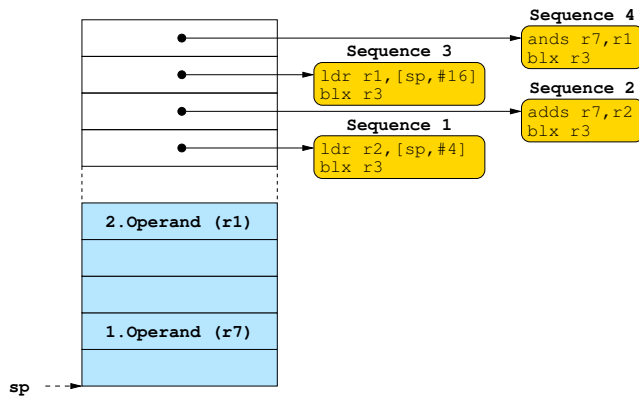 Sequence 4
ands r7,r1
blx r3
Sequence 3
ldr r1,[sp,#16]
blx r3
Sequence 2
adds r7,r2
blx r3
Sequence 1
ldr r2,[sp,#4]
blx r3
2.Operand (r1)
1.Operand (r7)
sp